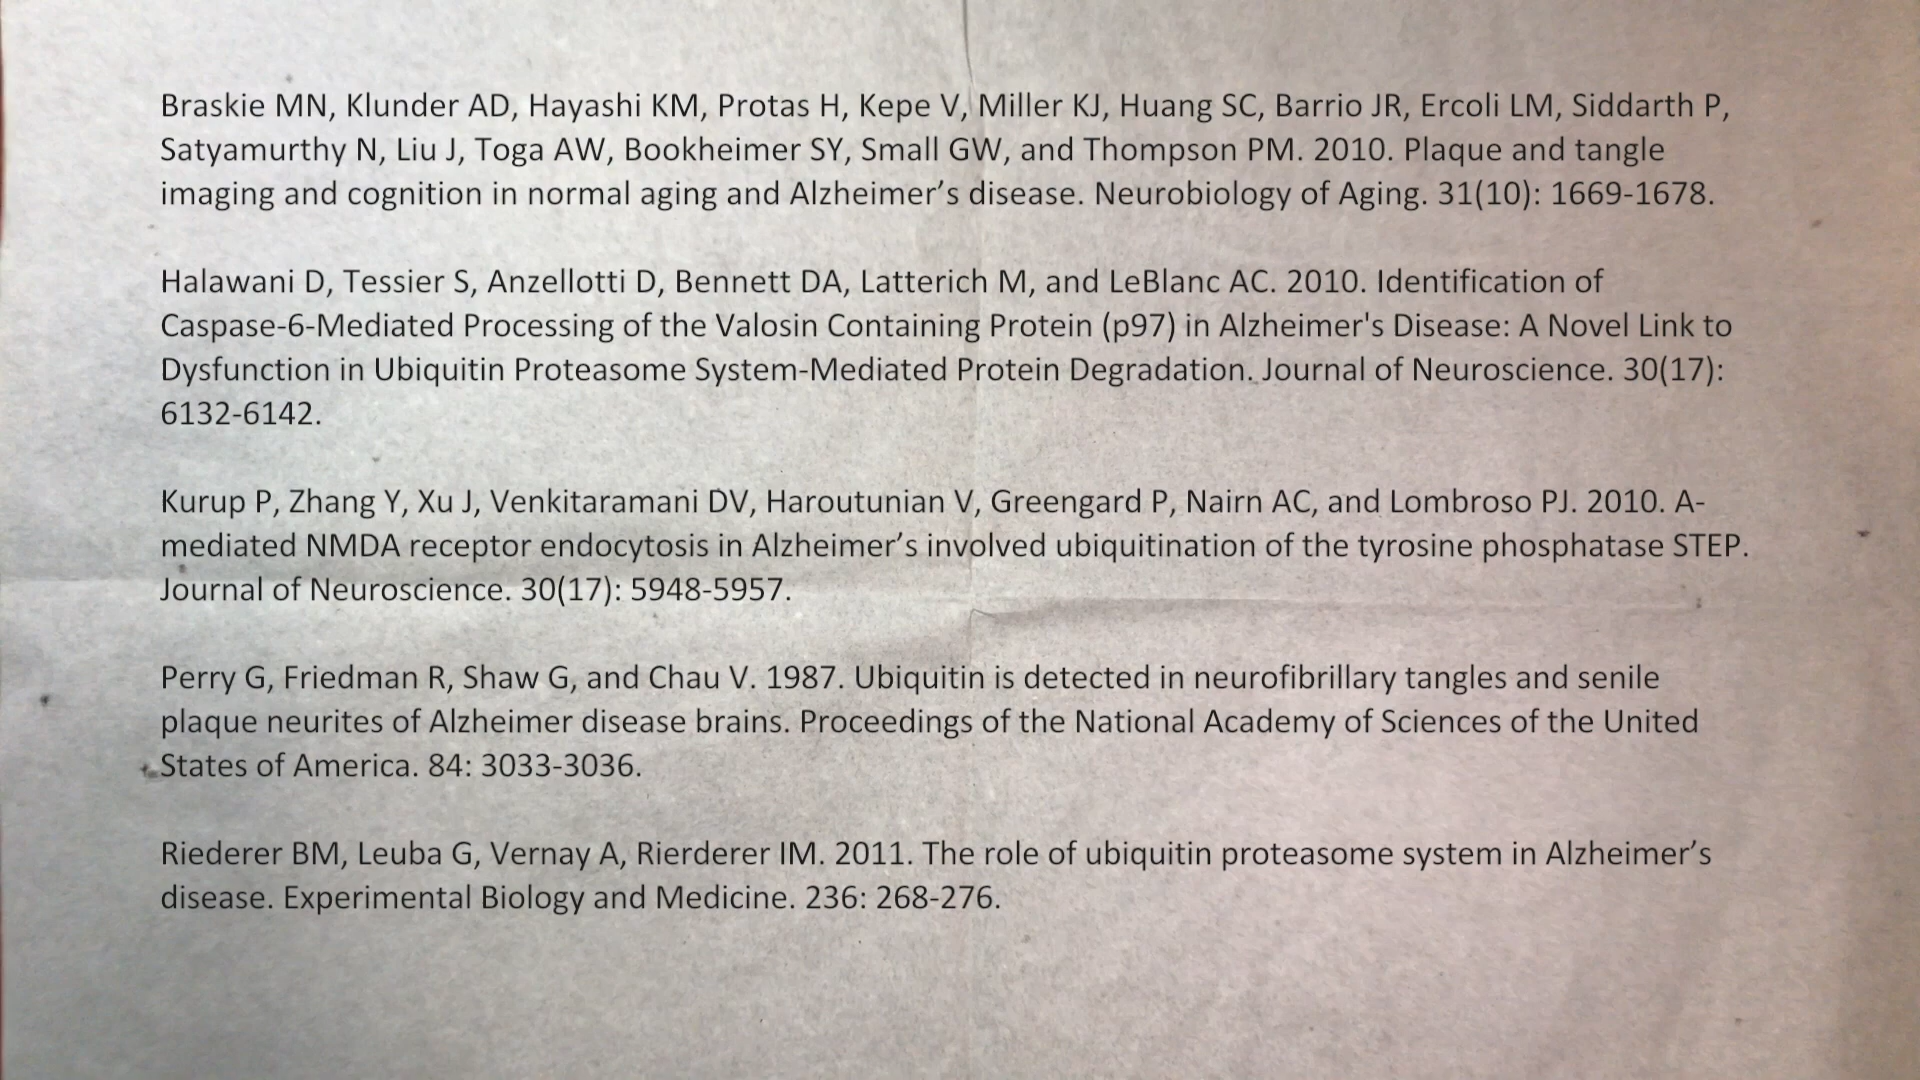 Braskie MN, Klunder AD, Hayashi KM, Protas H, Kepe V, Miller KJ, Huang SC, Barrio JR, Ercoli LM, Siddarth P,
Satyamurthy N, Liu J, Toga AW, Bookheimer SY, Small GW, and Thompson PM. 2010. Plaque and tangle
imaging and cognition in normal aging and Alzheimer’s disease. Neurobiology of Aging. 31(10): 1669-1678.
Halawani D, Tessier S, Anzellotti D, Bennett DA, Latterich M, and LeBlanc AC. 2010. Identification of
Caspase-6-Mediated Processing of the Valosin Containing Protein (p97) in Alzheimer's Disease: A Novel Link to
Dysfunction in Ubiquitin Proteasome System-Mediated Protein Degradation. Journal of Neuroscience. 30(17):
6132-6142.
Kurup P, Zhang Y, Xu J, Venkitaramani DV, Haroutunian V, Greengard P, Nairn AC, and Lombroso PJ. 2010. A-
mediated NMDA receptor endocytosis in Alzheimer’s involved ubiquitination of the tyrosine phosphatase STEP.
Journal of Neuroscience. 30(17): 5948-5957.
Perry G, Friedman R, Shaw G, and Chau V. 1987. Ubiquitin is detected in neurofibrillary tangles and senile
plaque neurites of Alzheimer disease brains. Proceedings of the National Academy of Sciences of the United
States of America. 84: 3033-3036.
Riederer BM, Leuba G, Vernay A, Rierderer IM. 2011. The role of ubiquitin proteasome system in Alzheimer’s
disease. Experimental Biology and Medicine. 236: 268-276.